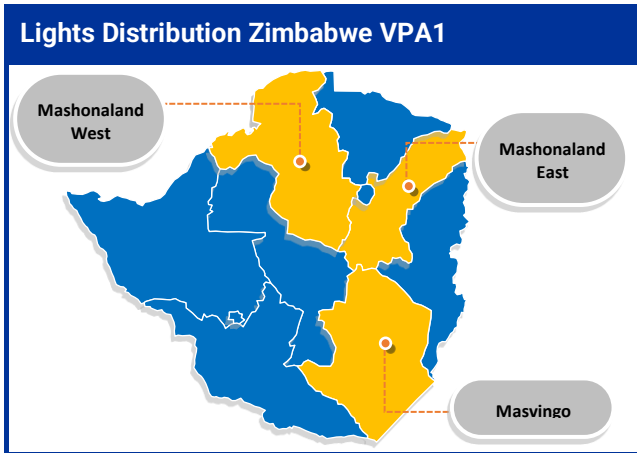 Lights Distribution Zimbabwe VPA1
Mashonaland
West
Mashonaland
East
Masvingo